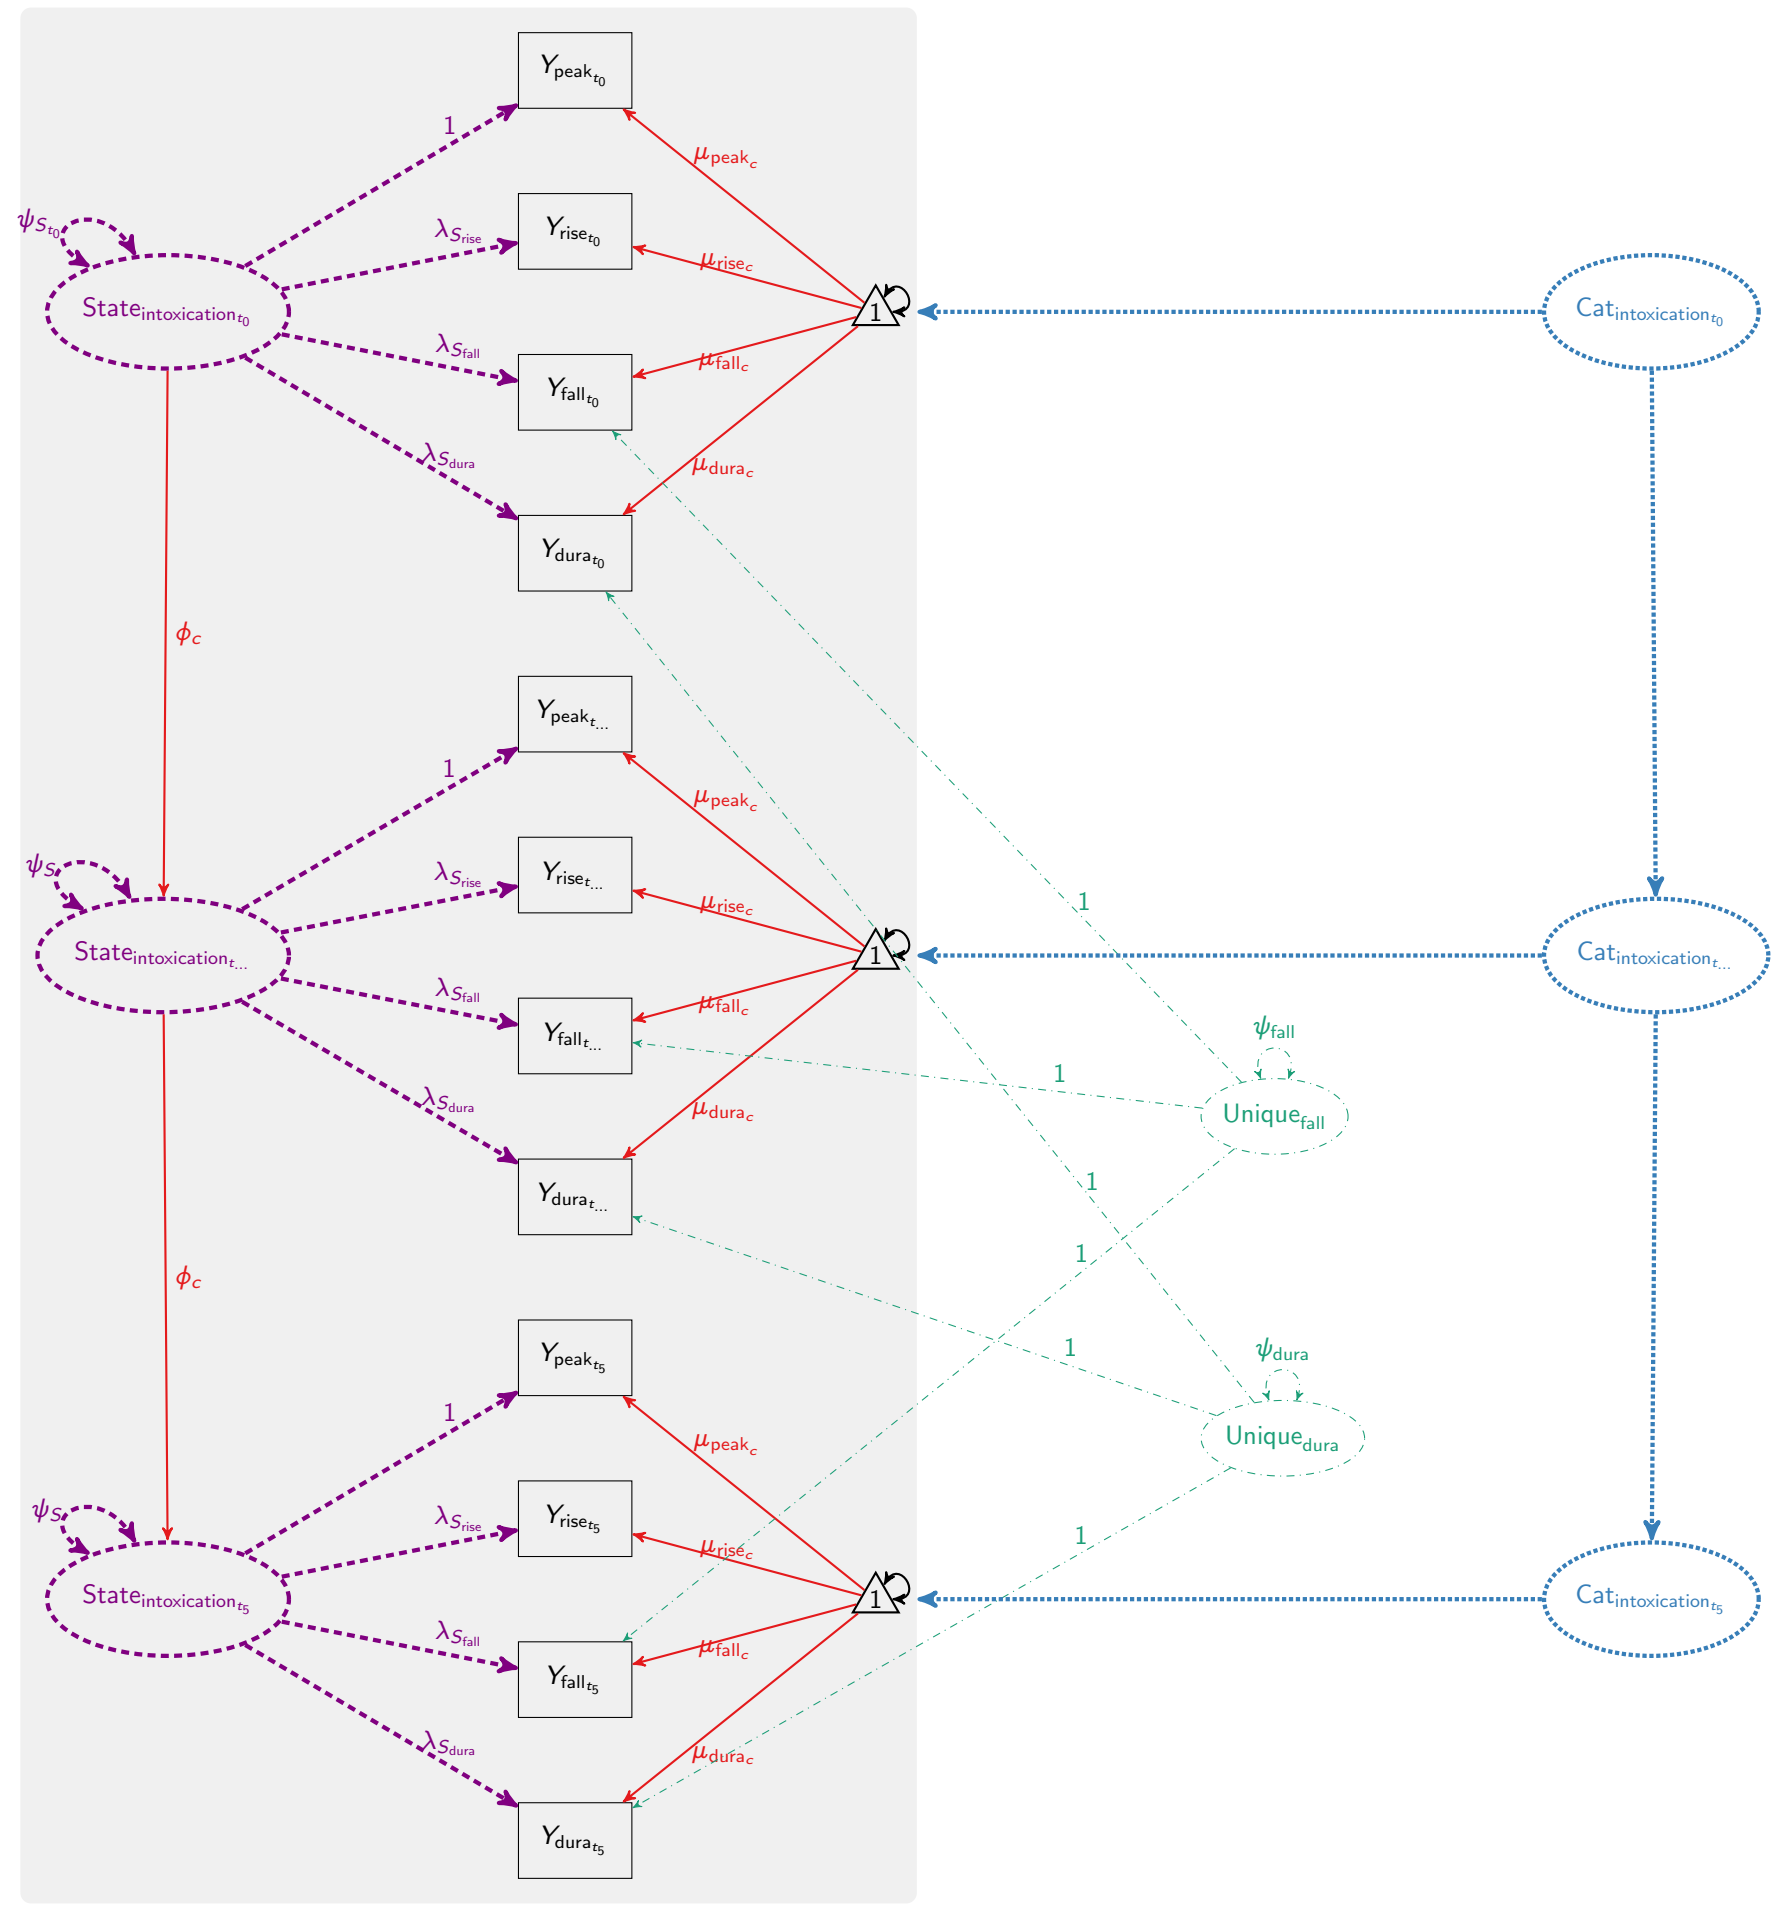 Y_peak_t0
1
μ_peak_c
ψ_S_t0
λ_S_rise
Y_rise_t0
μ_rise_c
State_intoxication_t0
1
Cat_intoxication_t0
λ_S_fall
Y_fall_t0
μ_fall_c
λ_S_dura
μ_dura_c
Y_dura_t0
ϕ_c
Y_peak_t...
1
μ_peak_c
ψ_S
λ_S_rise
Y_rise_t...
μ_rise_c
1
State_intoxication_t...
1
Cat_intoxication_t...
λ_S_fall
Y_fall_t...
μ_fall_c
ψ_fall
1
Unique_fall
λ_S_dura
μ_dura_c
1
Y_dura_t...
1
ϕ_c
Y_peak_t5
1
ψ_dura
1
μ_peak_c
Unique_dura
ψ_S
λ_S_rise
Y_rise_t5
μ_rise_c
1
State_intoxication_t5
1
Cat_intoxication_t5
λ_S_fall
Y_fall_t5
μ_fall_c
λ_S_dura
μ_dura_c
Y_dura_t5